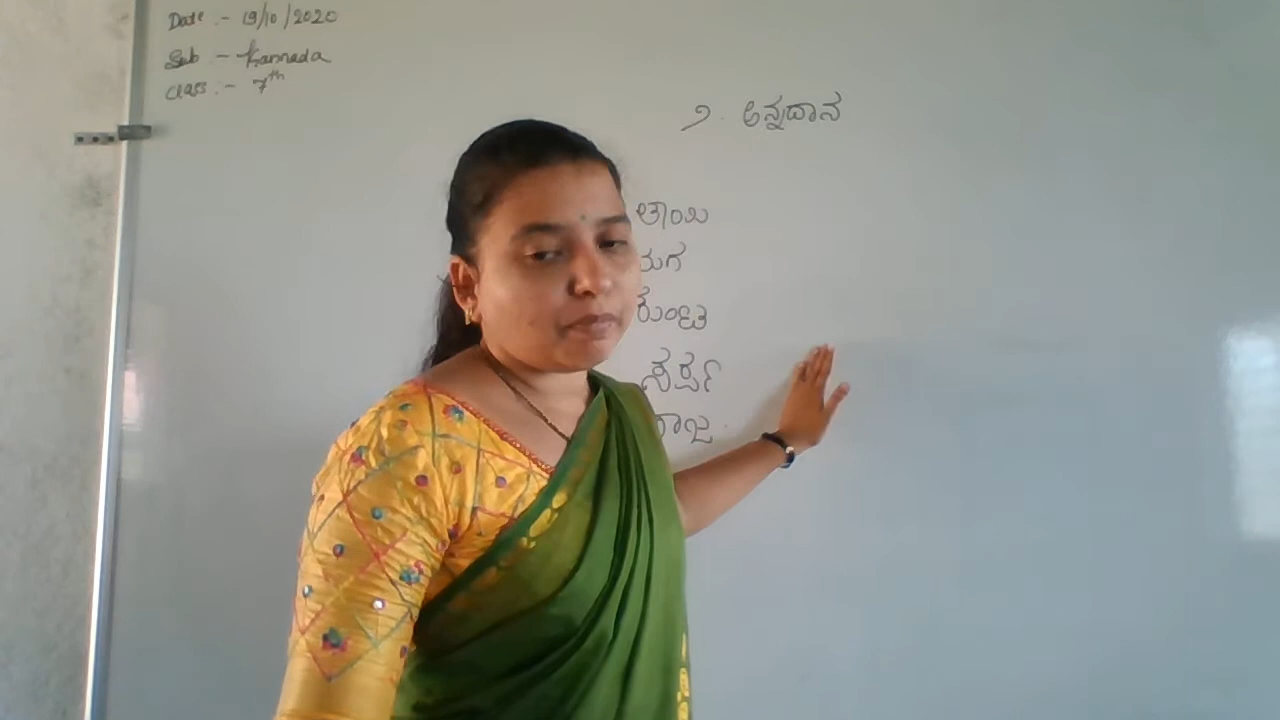 Date :- 19/10/2020
Sub :- Kannada
Class :- 7th
೨. ಅನ್ನದಾನ
ತಾಯಿ
ಮಗ
ಕುಂಟ
ಸರ್ಪ
ರಾಜ